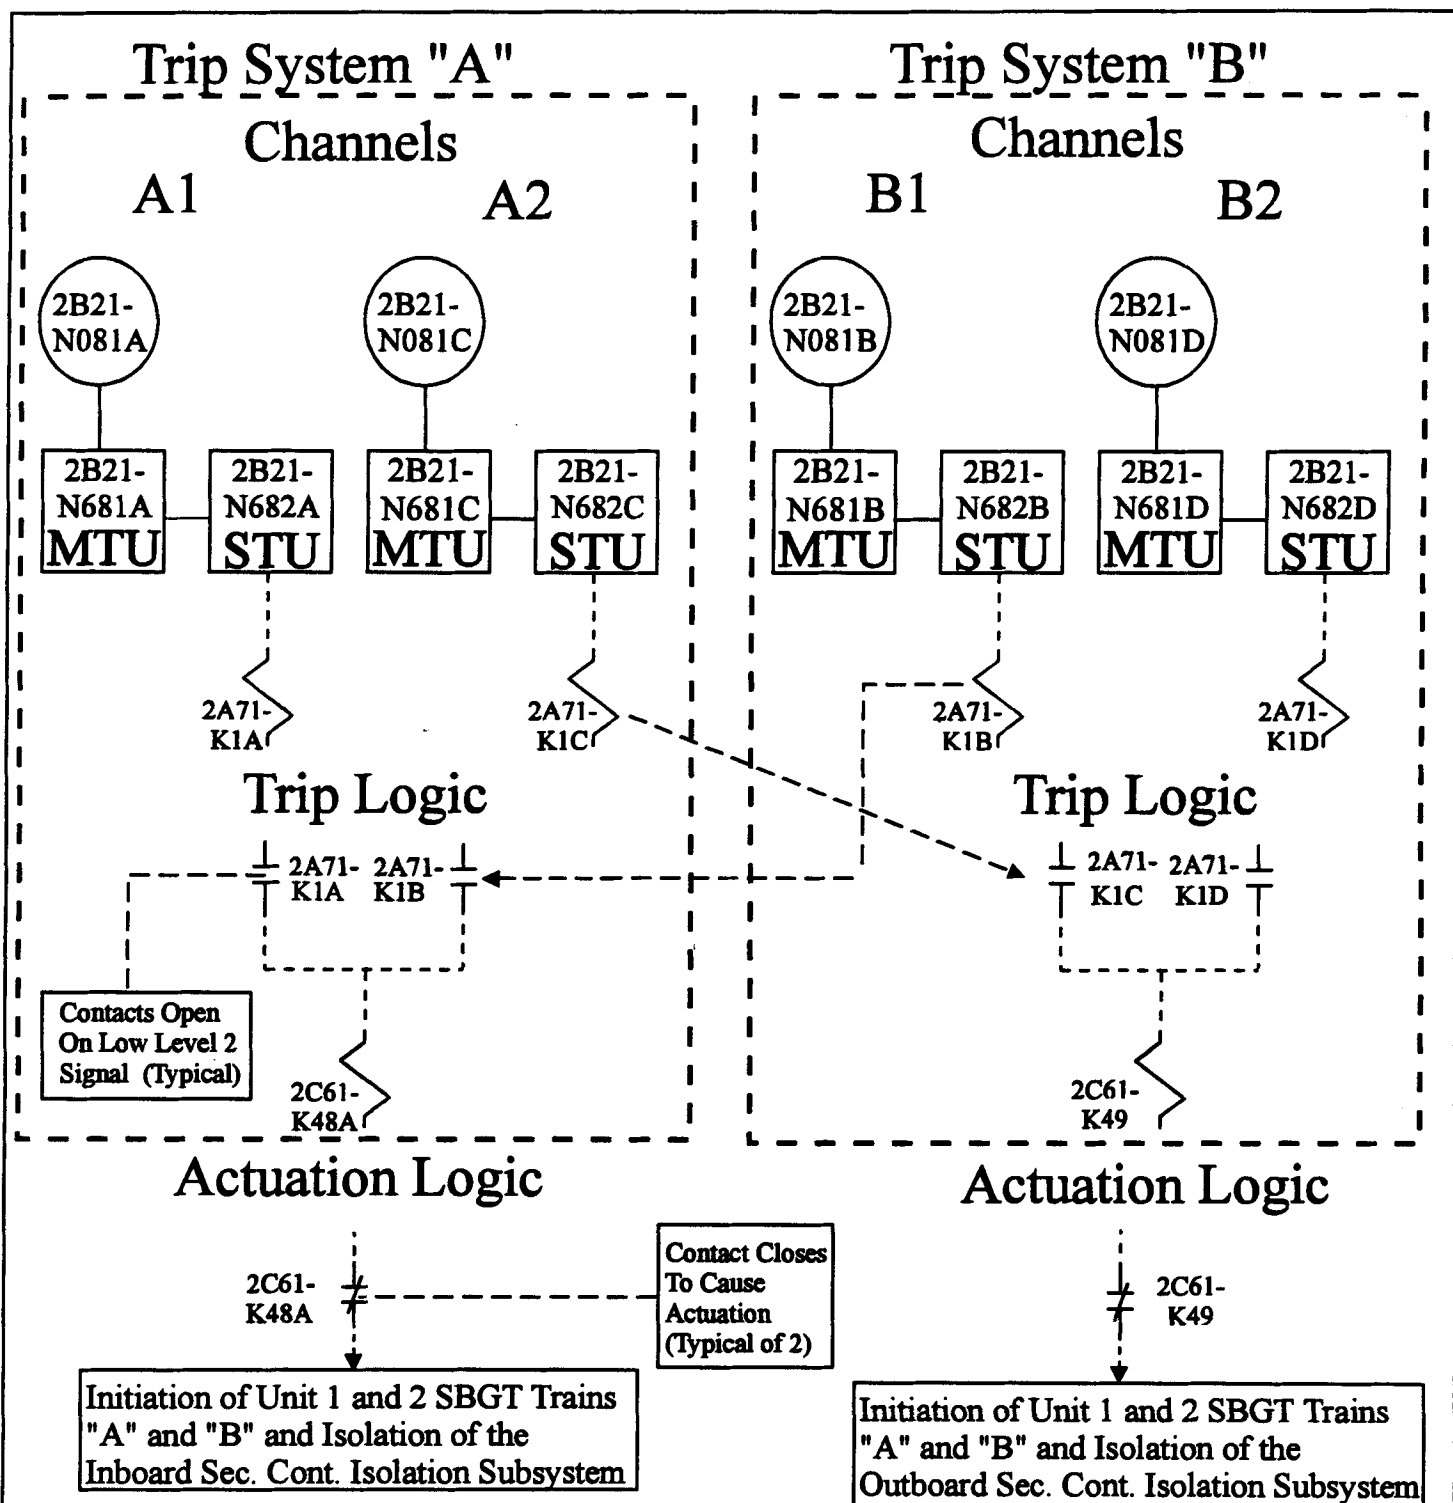 Trip System "A"
Trip System "B"
Channels
Channels
A1
A2
B1
B2
2B21-
N081A
2B21-
N081C
2B21-
N081B
2B21-
N081D
2B21-
N681A
MTU
2B21-
N682A
STU
2B21-
N681C
MTU
2B21-
N682C
STU
2B21-
N681B
MTU
2B21-
N682B
STU
2B21-
N681D
MTU
2B21-
N682D
STU
2A71-
K1A
2A71-
K1C
2A71-
K1B
2A71-
K1D
Trip Logic
Trip Logic
2A71-
K1A
2A71-
K1B
2A71-
K1C
2A71-
K1D
Contacts Open
On Low Level 2
Signal (Typical)
2C61-
K48A
2C61-
K49
Actuation Logic
Actuation Logic
2C61-
K48A
Contact Closes
To Cause
Actuation
(Typical of 2)
2C61-
K49
Initiation of Unit 1 and 2 SBGT Trains
"A" and "B" and Isolation of the
Inboard Sec. Cont. Isolation Subsystem
Initiation of Unit 1 and 2 SBGT Trains
"A" and "B" and Isolation of the
Outboard Sec. Cont. Isolation Subsystem